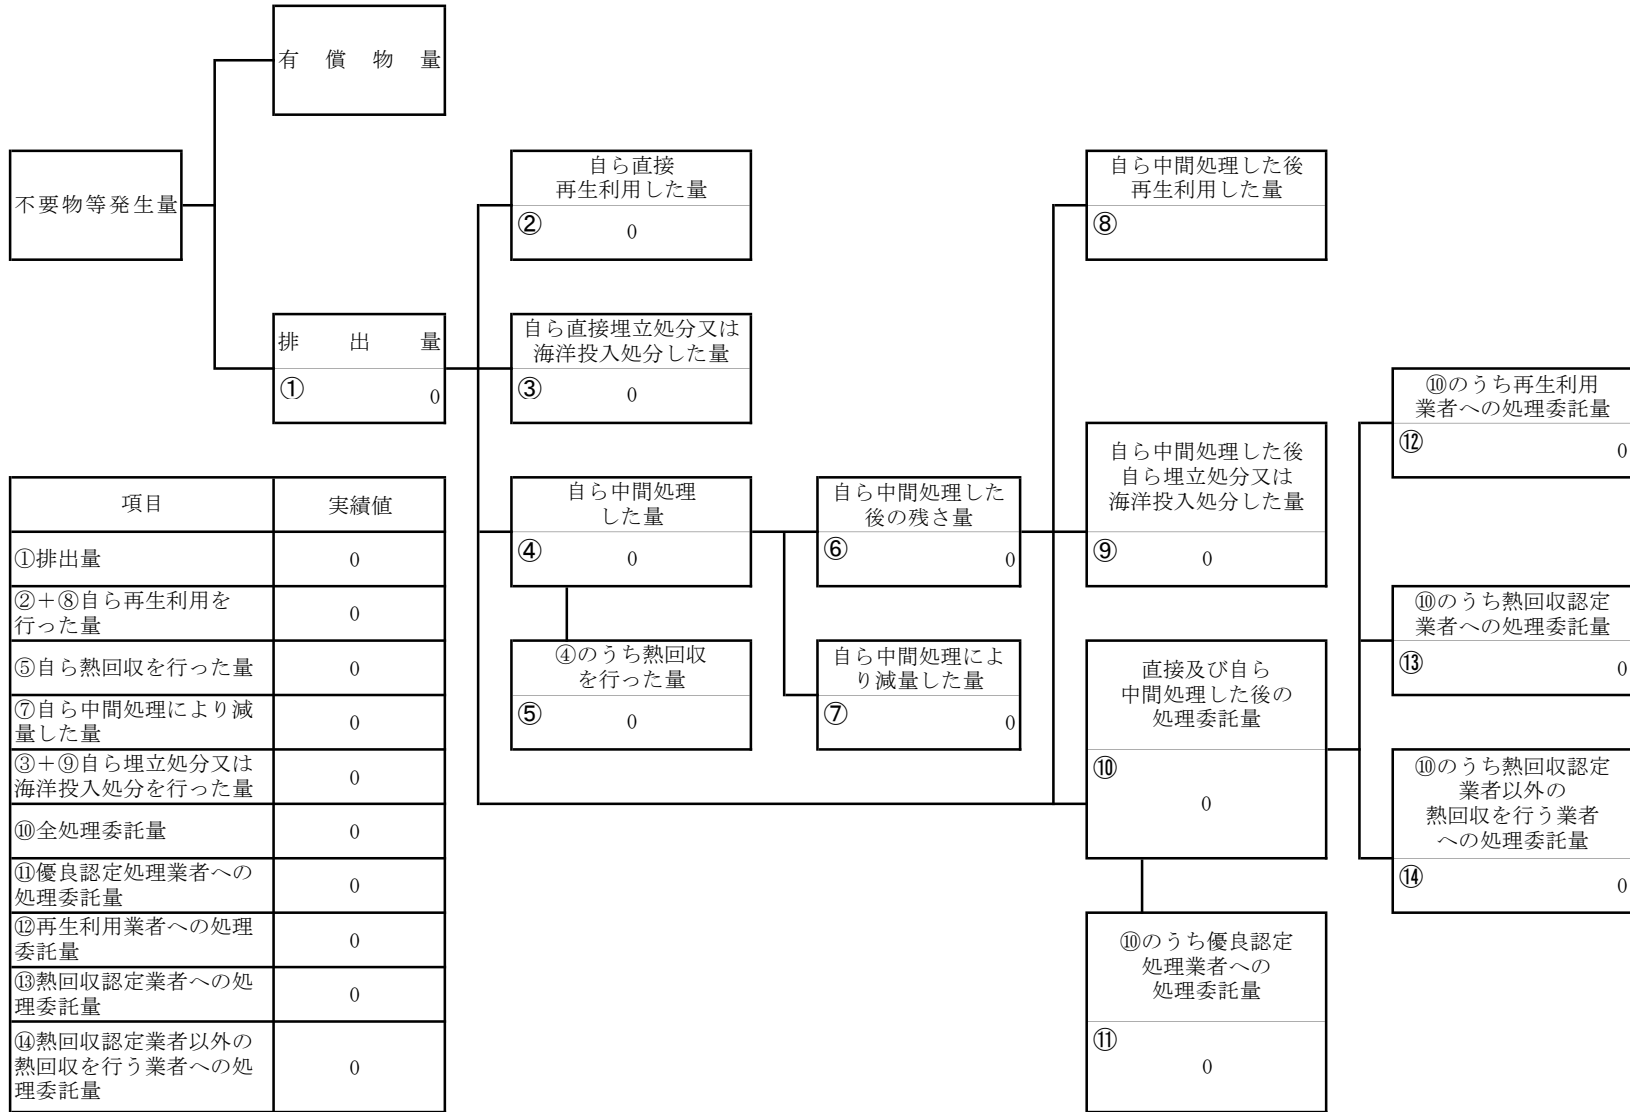 有償物量
不要物等発生量
自ら直接
再生利用した量
② 0
自ら中間処理した後
再生利用した量
⑧
排出量
① 0
自ら直接埋立処分又は
海洋投入処分した量
③ 0
⑩のうち再生利用
業者への処理委託量
⑫ 0
自ら中間処理
した量
④ 0
自ら中間処理した
後の残さ量
⑥ 0
自ら中間処理した後
自ら埋立処分又は
海洋投入処分した量
⑨ 0
④のうち熱回収
を行った量
⑤ 0
自ら中間処理によ
り減量した量
⑦ 0
直接及び自ら
中間処理した後の
処理委託量
⑩
0
⑩のうち熱回収認定
業者への処理委託量
⑬ 0
⑩のうち熱回収認定
業者以外の
熱回収を行う業者
への処理委託量
⑭ 0
⑩のうち優良認定
処理業者への
処理委託量
⑪
0
項目 実績値
①排出量 0
②+⑧自ら再生利用を
行った量 0
⑤自ら熱回収を行った量 0
⑦自ら中間処理により減
量した量 0
③+⑨自ら埋立処分又は
海洋投入処分を行った量 0
⑩全処理委託量 0
⑪優良認定処理業者への
処理委託量 0
⑫再生利用業者への処理
委託量 0
⑬熱回収認定業者への処
理委託量 0
⑭熱回収認定業者以外の
熱回収を行う業者への処 0
理委託量